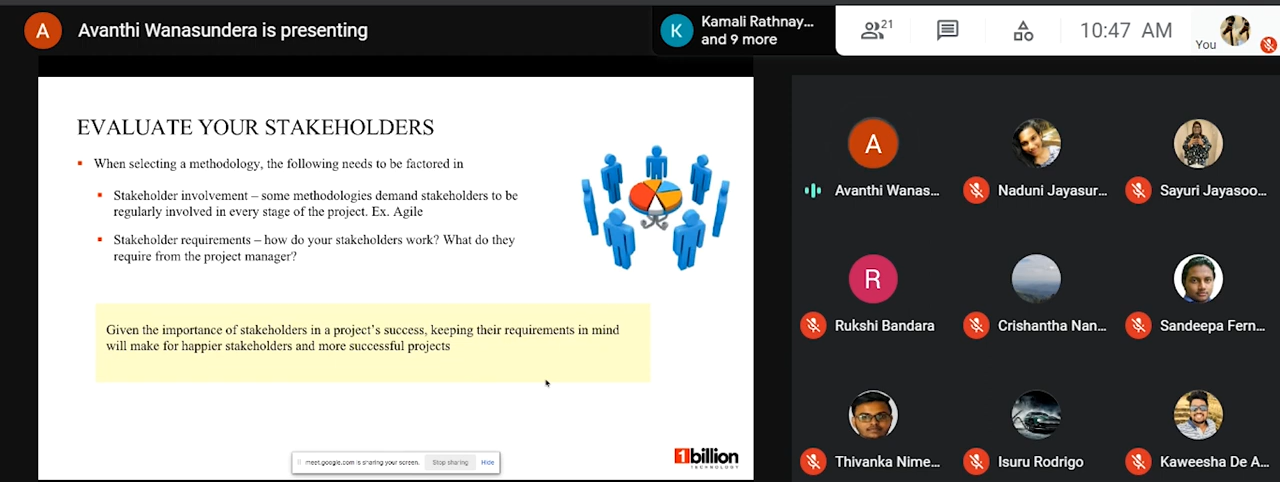 A
Avanthi Wanasundera is presenting
K
Kamali Rathnay...
and 9 more
21
10:47 AM
You
EVALUATE YOUR STAKEHOLDERS
When selecting a methodology, the following needs to be factored in
Stakeholder involvement – some methodologies demand stakeholders to be
regularly involved in every stage of the project. Ex. Agile
Stakeholder requirements – how do your stakeholders work? What do they
require from the project manager?
Given the importance of stakeholders in a project's success, keeping their requirements in mind
will make for happier stakeholders and more successful projects
meet.google.com is sharing your screen.
Stop sharing
Hide
1billion
TECHNOLOGY
A
Avanthi Wanas...
Naduni Jayasur...
Sayuri Jayasoo...
R
Rukshi Bandara
Crishantha Nan...
Sandeepa Fern...
Thivanka Nime...
Isuru Rodrigo
Kaweesha De A...